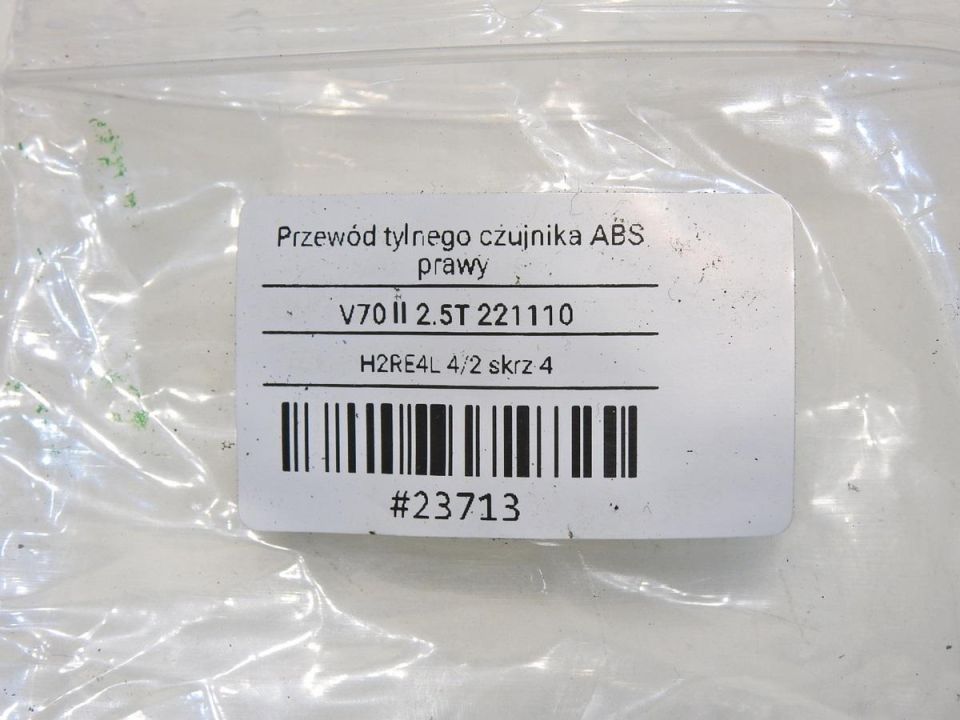 Przewód tylnego czujnika ABS
prawy
V70 II 2.5T 221110
H2RE4L 4/2 skrz 4
#23713